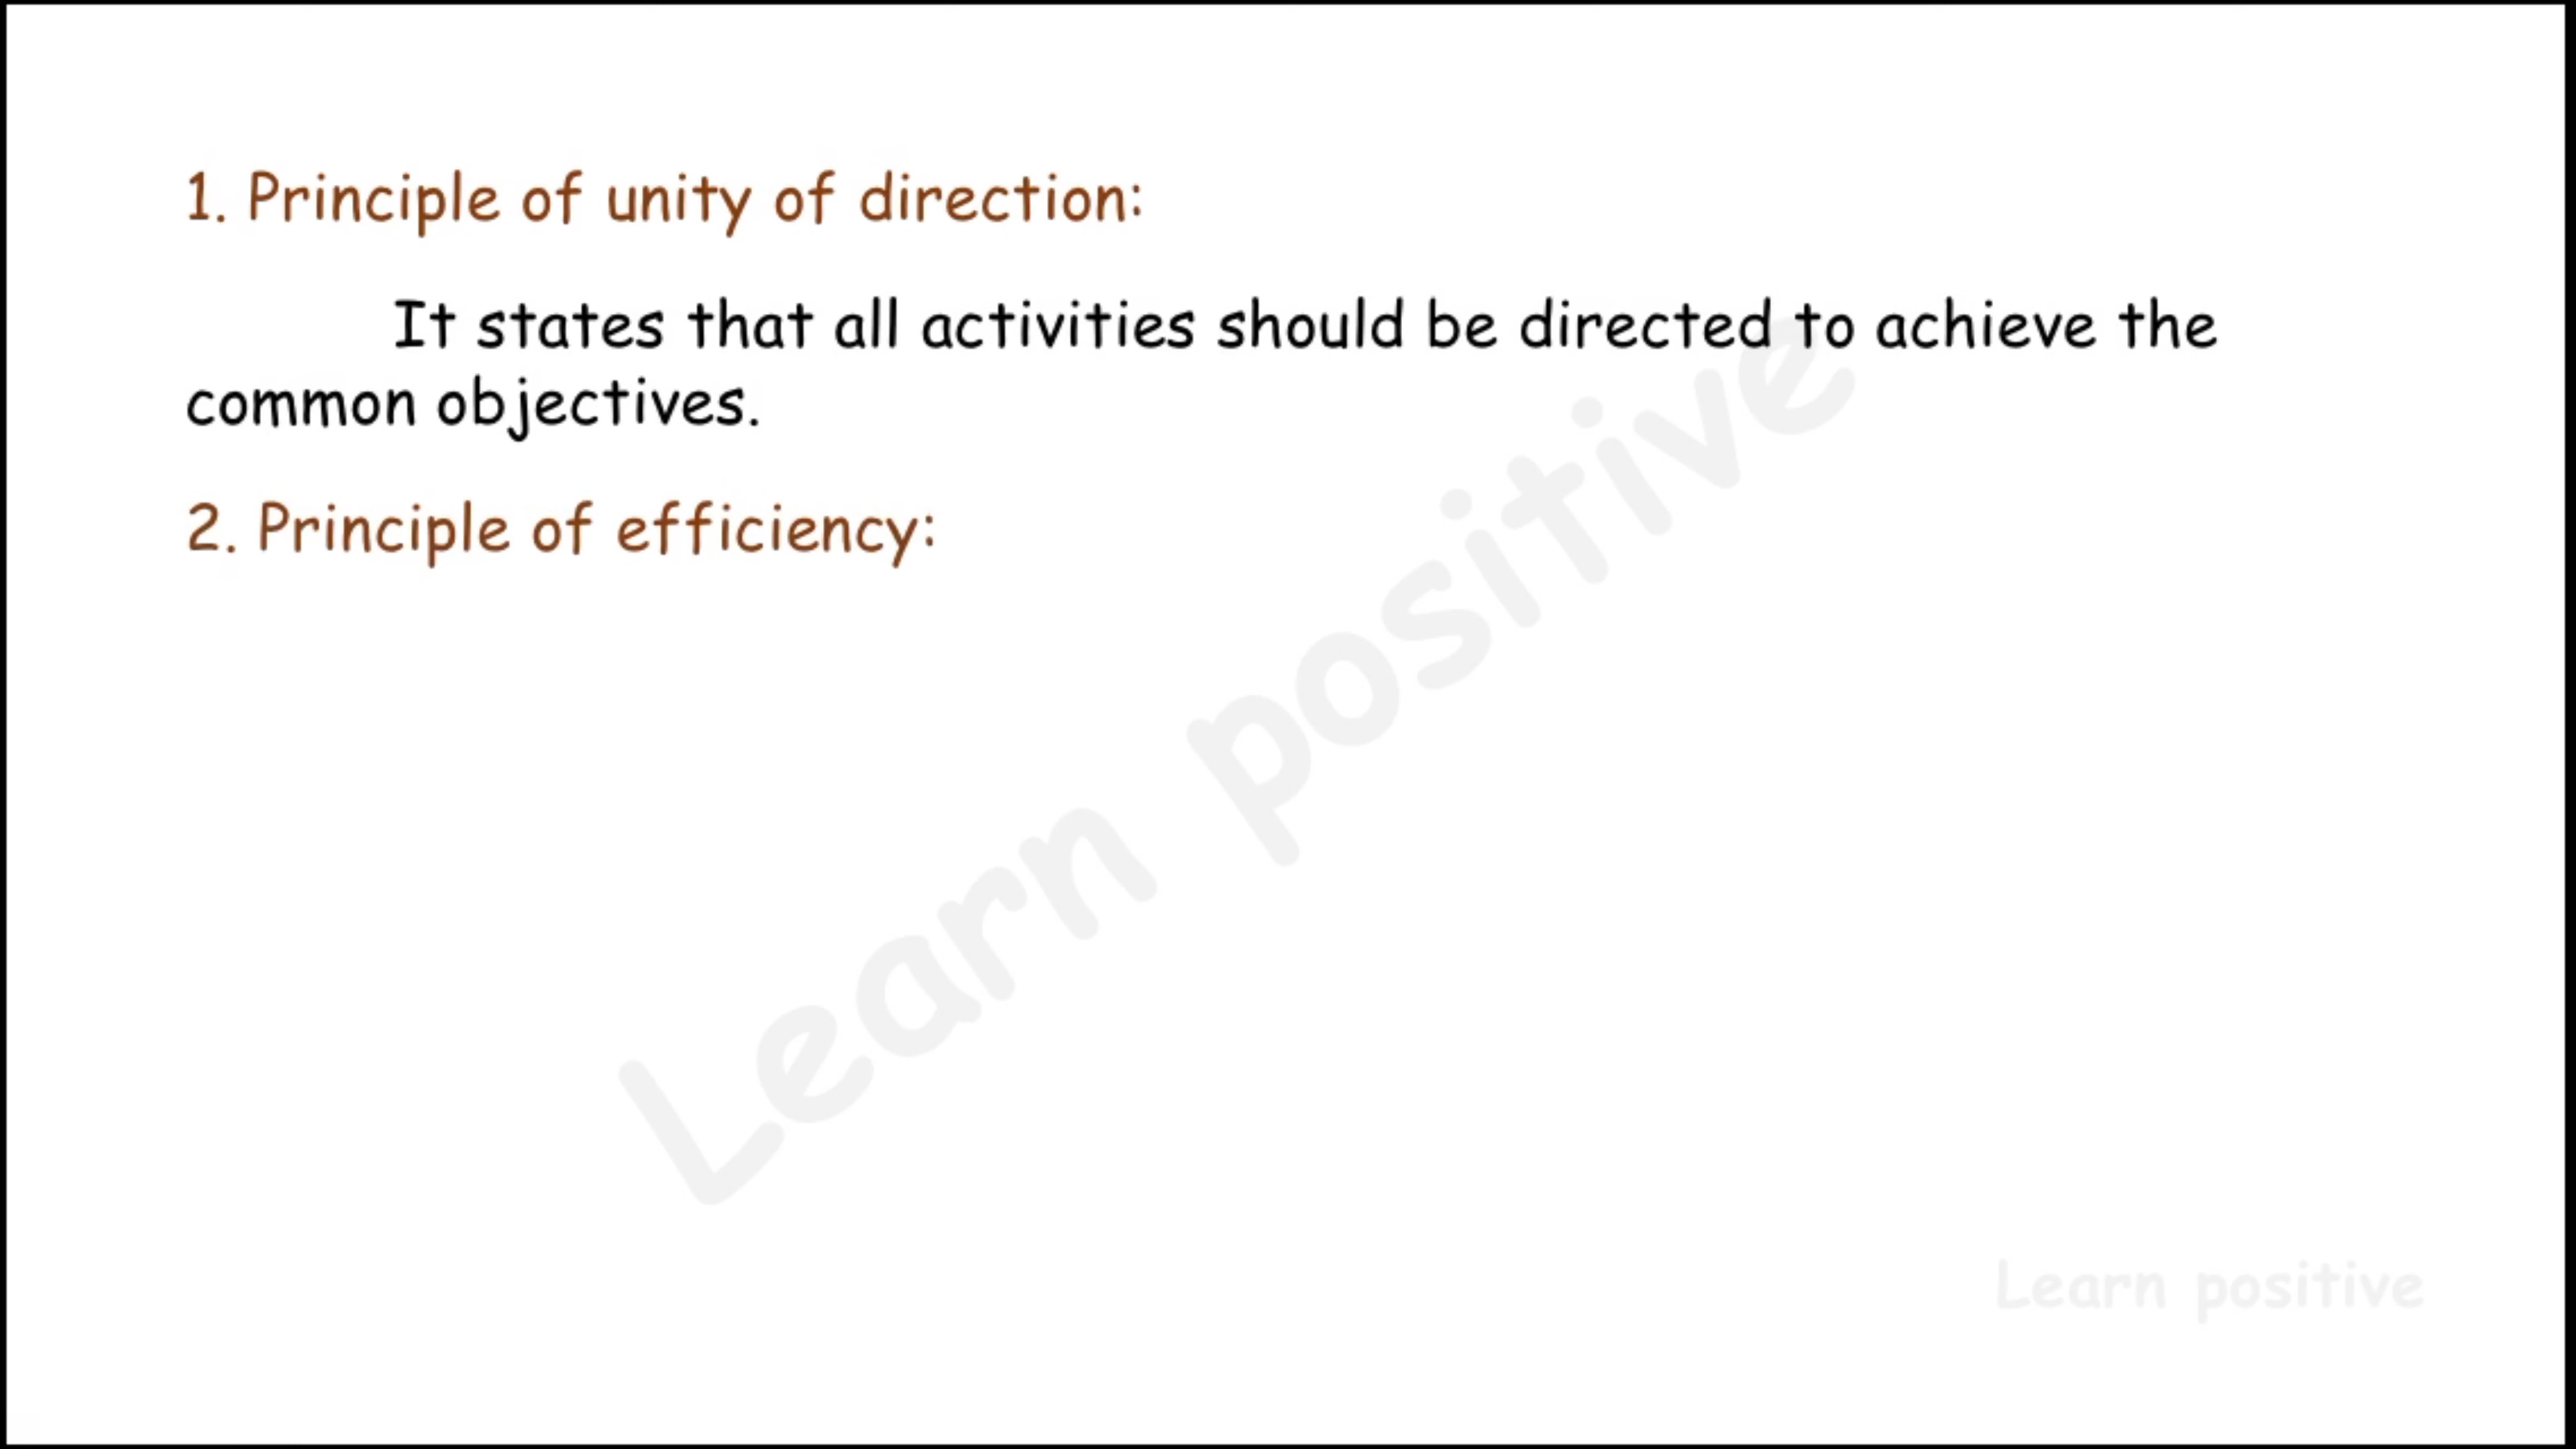 1. Principle of unity of direction:
It states that all activities should be directed to achieve the
common objectives.
2. Principle of efficiency:
Learn positive
Learn positive